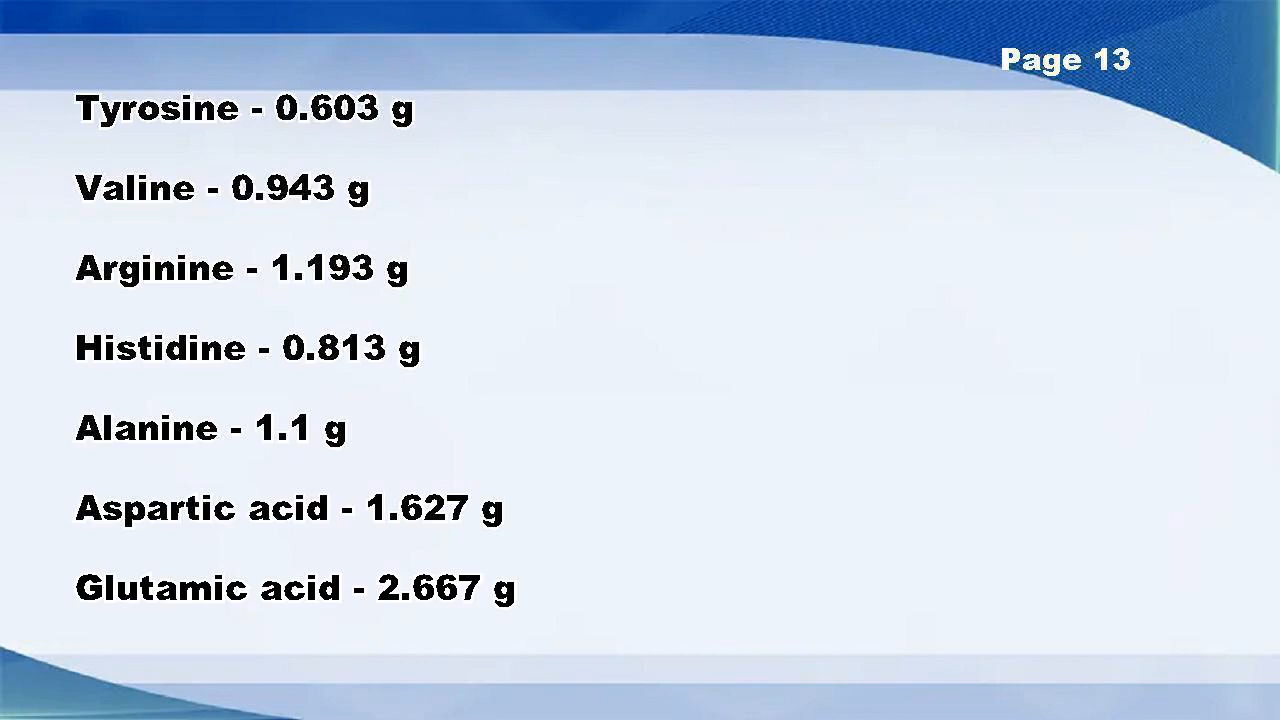 Page 13
Tyrosine - 0.603 g
Valine - 0.943 g
Arginine - 1.193 g
Histidine - 0.813 g
Alanine - 1.1 g
Aspartic acid - 1.627 g
Glutamic acid - 2.667 g